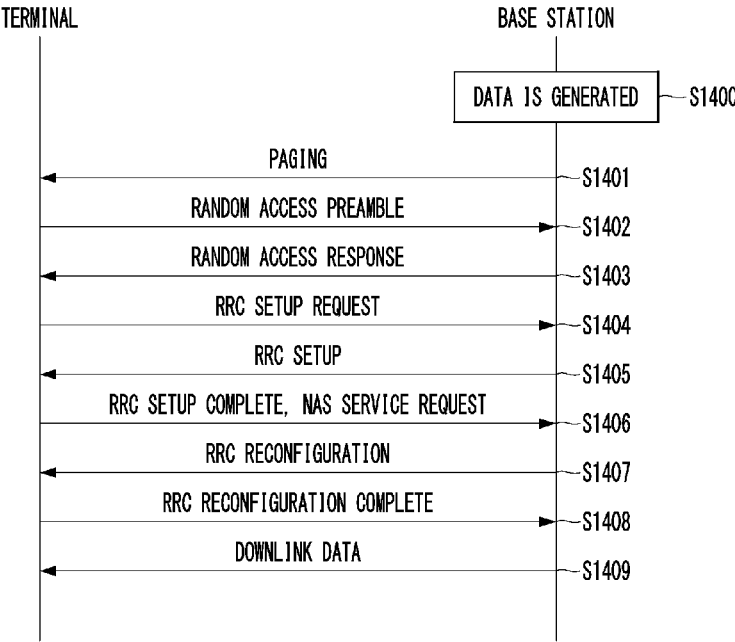 TERMINAL BASE STATION
DATA IS GENERATED S1400
PAGING S1401
RANDOM ACCESS PREAMBLE S1402
RANDOM ACCESS RESPONSE S1403
RRC SETUP REQUEST S1404
RRC SETUP S1405
RRC SETUP COMPLETE, NAS SERVICE REQUEST S1406
RRC RECONFIGURATION S1407
RRC RECONFIGURATION COMPLETE S1408
DOWNLINK DATA S1409